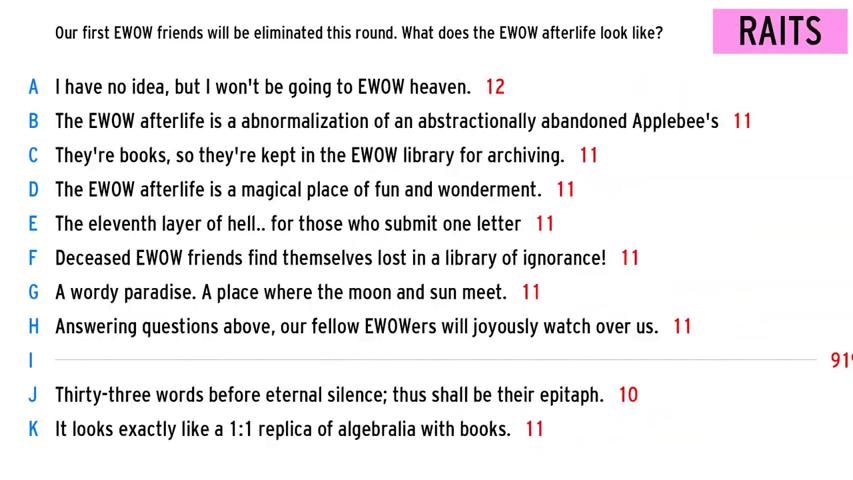 Our first EWOW friends will be eliminated this round. What does the EWOW afterlife look like?
RAITS
A I have no idea, but I won't be going to EWOW heaven. 12
B The EWOW afterlife is a abnormalization of an abstractionally abandoned Applebee's 11
C They're books, so they're kept in the EWOW library for archiving. 11
D The EWOW afterlife is a magical place of fun and wonderment. 11
E The eleventh layer of hell.. for those who submit one letter 11
F Deceased EWOW friends find themselves lost in a library of ignorance! 11
G A wordy paradise. A place where the moon and sun meet. 11
H Answering questions above, our fellow EWOWers will joyously watch over us. 11
I 91
J Thirty-three words before eternal silence; thus shall be their epitaph. 10
K It looks exactly like a 1:1 replica of algebralia with books. 11